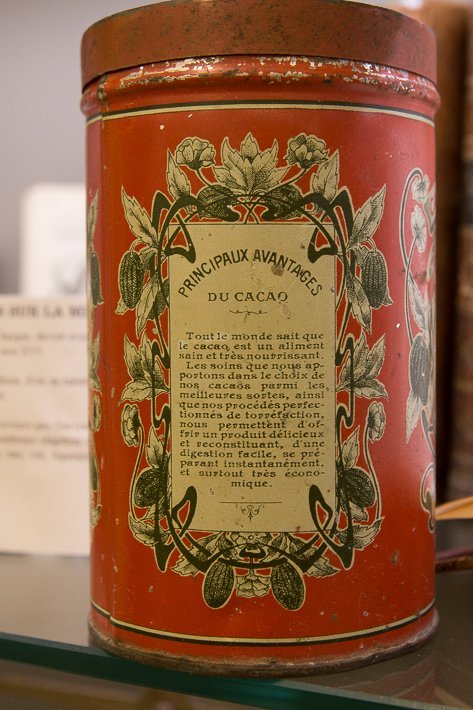 PRINCIPAUX AVANTAGES
DU CACAO
Tout le monde sait que
le cacao est un aliment
sain et très nourrissant.
Les soins que nous ap-
portons dans le choix de
nos cacaos parmi les
meilleures sortes, ainsi
que nos procédés perfec-
tionnés de torréfaction,
nous permettent d'of-
frir un produit délicieux
et reconstituant, d'une
digestion facile, se pré-
parant instantanément,
et surtout très écono-
mique.
SUR LA